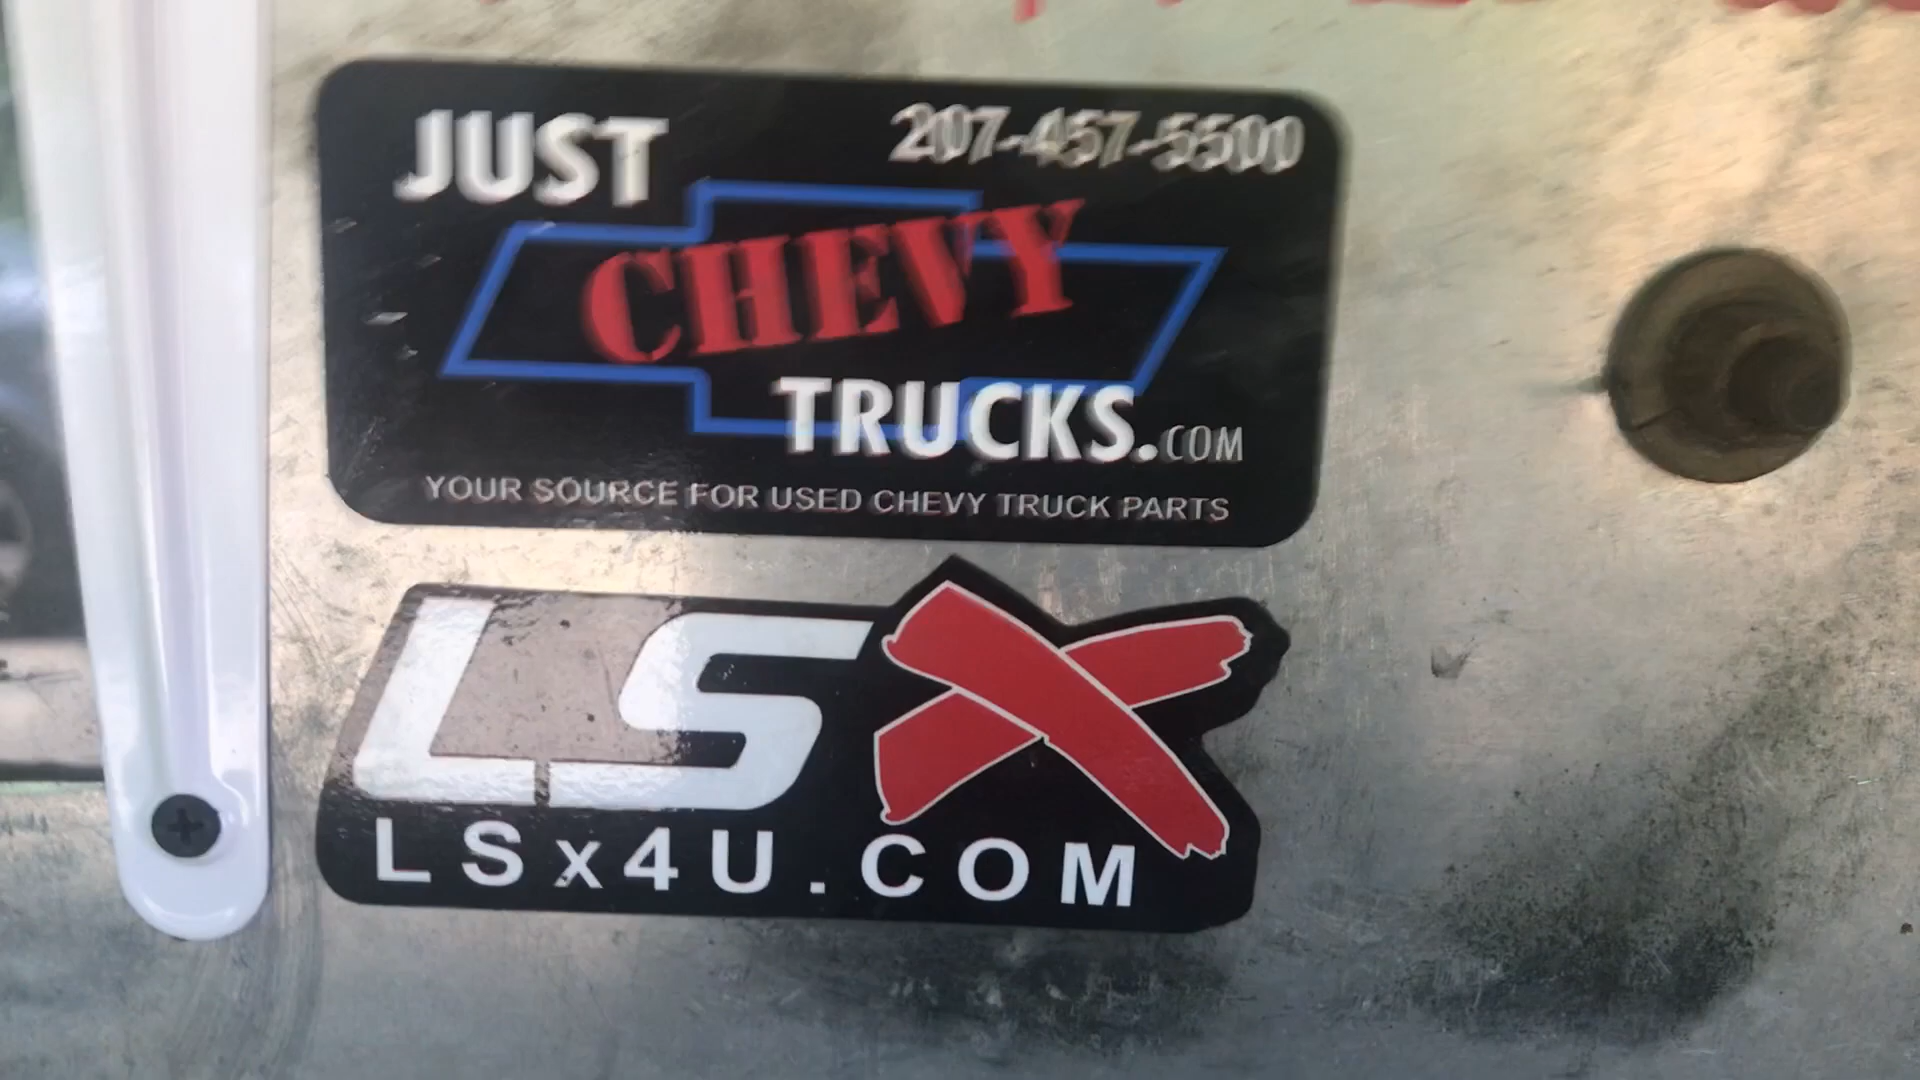 JUST
207-457-5500
CHEVY
TRUCKS.COM
YOUR SOURCE FOR USED CHEVY TRUCK PARTS
LSX
LSx4U.COM